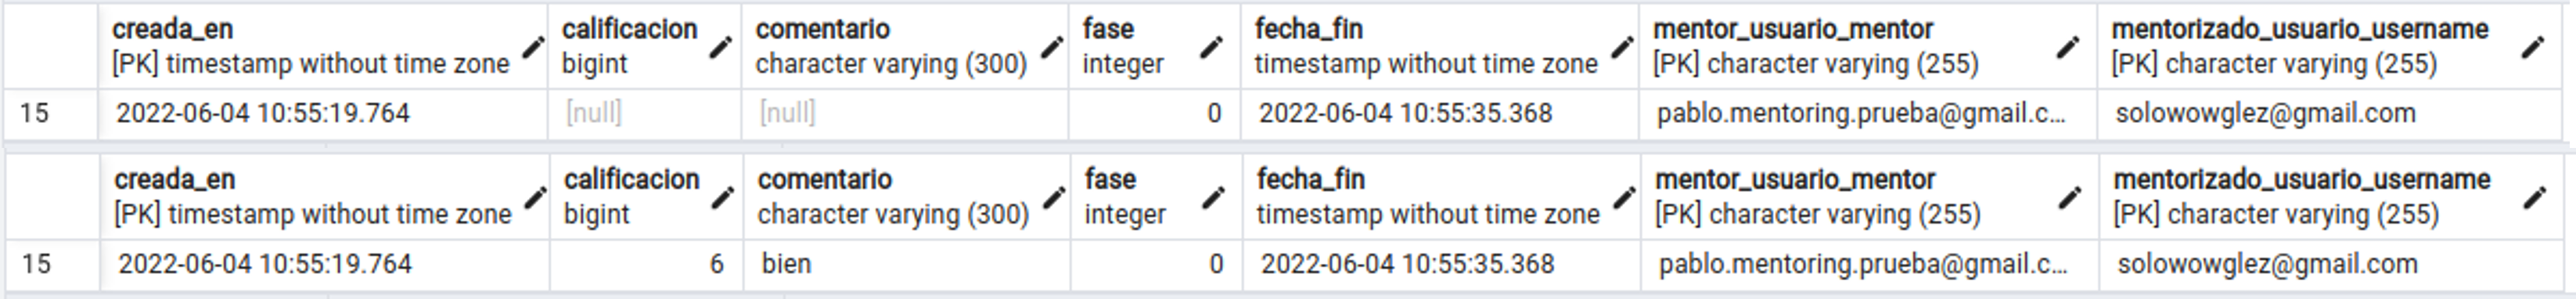 creada_en calificacion comentario fase fecha_fin mentor_usuario_mentor mentorizado_usuario_username
[PK] timestamp without time zone bigint character varying (300) integer timestamp without time zone [PK] character varying (255) [PK] character varying (255)
15 2022-06-04 10:55:19.764 [null] [null] 0 2022-06-04 10:55:35.368 pablo.mentoring.prueba@gmail.c... solowowglez@gmail.com
creada_en calificacion comentario fase fecha_fin mentor_usuario_mentor mentorizado_usuario_username
[PK] timestamp without time zone bigint character varying (300) integer timestamp without time zone [PK] character varying (255) [PK] character varying (255)
15 2022-06-04 10:55:19.764 6 bien 0 2022-06-04 10:55:35.368 pablo.mentoring.prueba@gmail.c... solowowglez@gmail.com